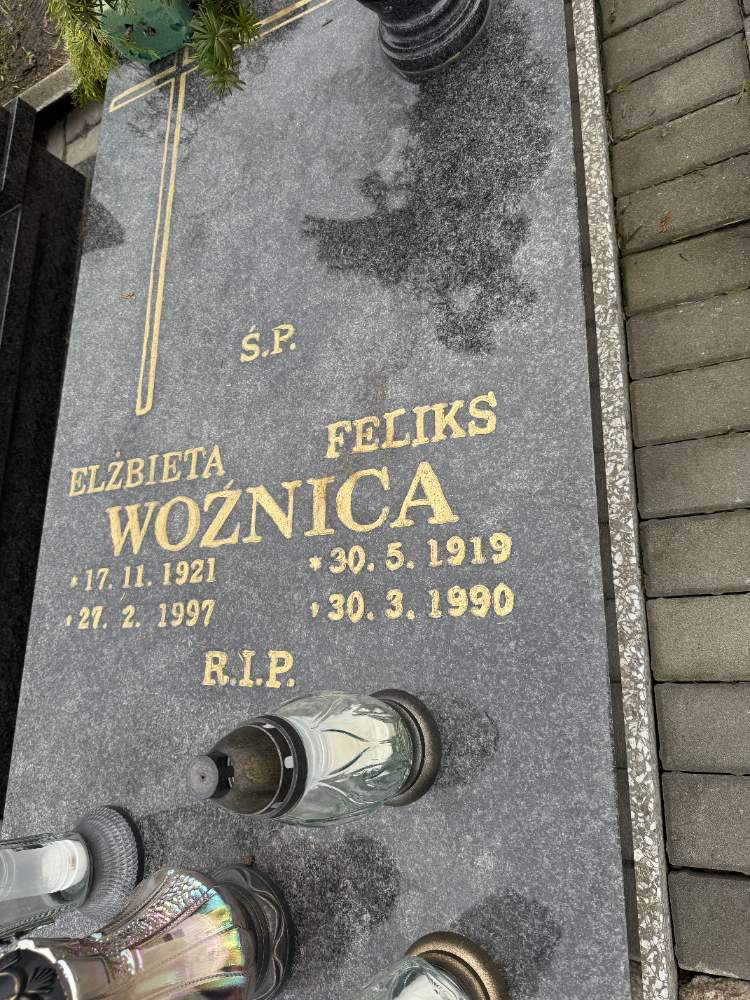 Ś.P.
ELŻBIETA FELIKS
WOŹNICA
* 17. 11. 1921 * 30. 5. 1919
† 27. 2. 1997 † 30. 3. 1990
R.I.P.